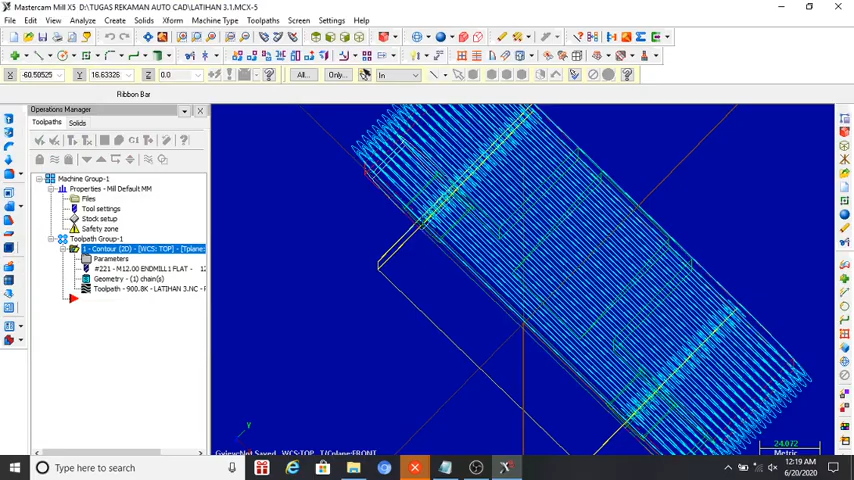 Mastercam Mill X5 D:\TUGAS REKAMAN AUTO CAD\LATIHAN 3.1.MCX-5
File Edit View Analyze Create Solids Xform Machine Type Toolpaths Screen Settings Help
X -60.50525 Y 16.63326 Z 0.0 All... Only... In
Ribbon Bar
Operations Manager
Toolpaths Solids
G1
Machine Group-1
Properties - Mill Default MM
Files
Tool settings
Stock setup
Safety zone
Toolpath Group-1
1 - Contour (2D) - [WCS: TOP] - [Tplane:
Parameters
#221 - M12.00 ENDMILL1 FLAT - 12
Geometry - (1) chain(s)
Toolpath - 900.8K - LATIHAN 3.NC - F
Y
24.072
Metric
Gview:Not Saved WCS:TOP T/Cplane:FRONT
Type here to search
12:19 AM
6/20/2020